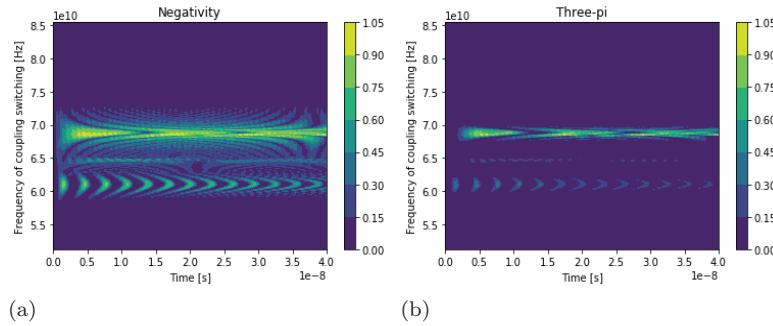 Negativity
1e10
8.5
8.0
7.5
7.0
6.5
6.0
5.5
Frequency of coupling switching [Hz]
0.0 0.5 1.0 1.5 2.0 2.5 3.0 3.5 4.0
1e−8
Time [s]
1.05
0.90
0.75
0.60
0.45
0.30
0.15
0.00
(a)
Three-pi
1e10
8.5
8.0
7.5
7.0
6.5
6.0
5.5
Frequency of coupling switching [Hz]
0.0 0.5 1.0 1.5 2.0 2.5 3.0 3.5 4.0
1e−8
Time [s]
1.05
0.90
0.75
0.60
0.45
0.30
0.15
0.00
(b)